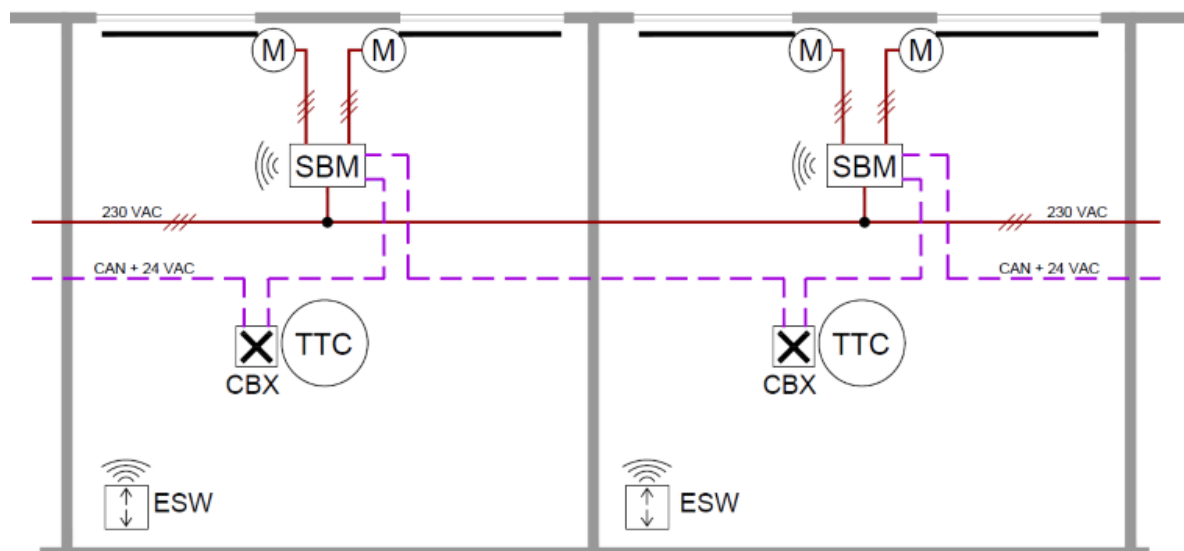 M M M M
SBM SBM
230 VAC 230 VAC
CAN + 24 VAC CAN + 24 VAC
TTC TTC
CBX CBX
ESW ESW